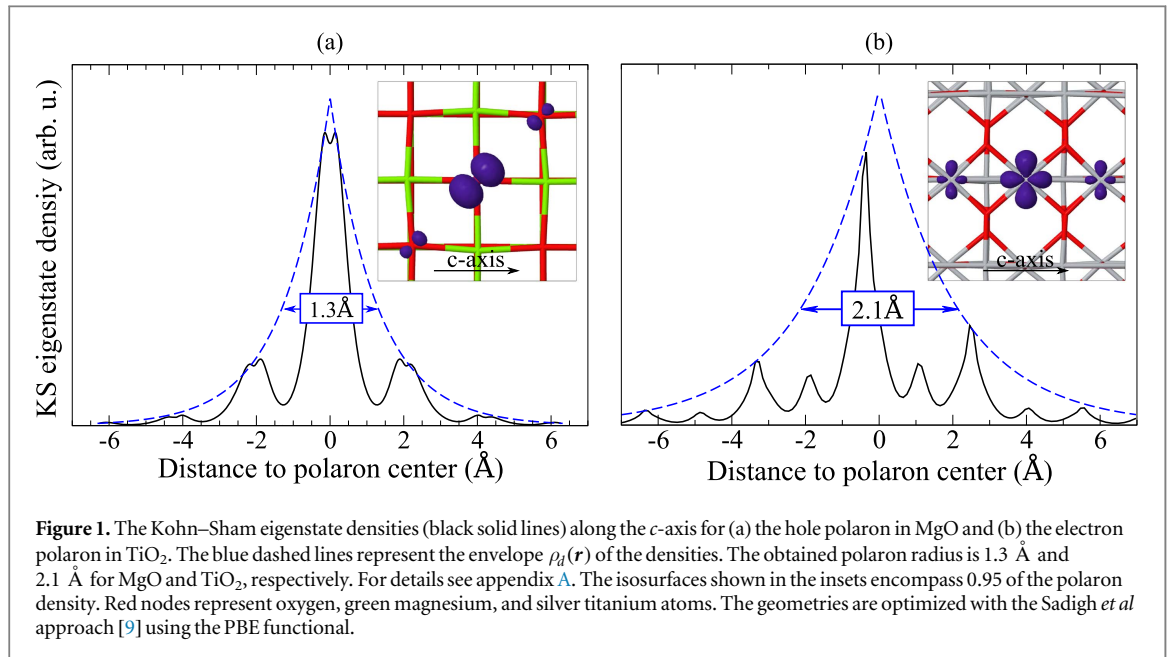 (a)
(b)
KS eigenstate density (arb. u.)
c-axis
1.3Å
c-axis
2.1Å
-6 -4 -2 0 2 4 6
-6 -4 -2 0 2 4 6
Distance to polaron center (Å)
Distance to polaron center (Å)
Figure 1. The Kohn–Sham eigenstate densities (black solid lines) along the c-axis for (a) the hole polaron in MgO and (b) the electron
polaron in TiO₂. The blue dashed lines represent the envelope ρd(r) of the densities. The obtained polaron radius is 1.3 Å and
2.1 Å for MgO and TiO₂, respectively. For details see appendix A. The isosurfaces shown in the insets encompass 0.95 of the polaron
density. Red nodes represent oxygen, green magnesium, and silver titanium atoms. The geometries are optimized with the Sadigh et al
approach [9] using the PBE functional.